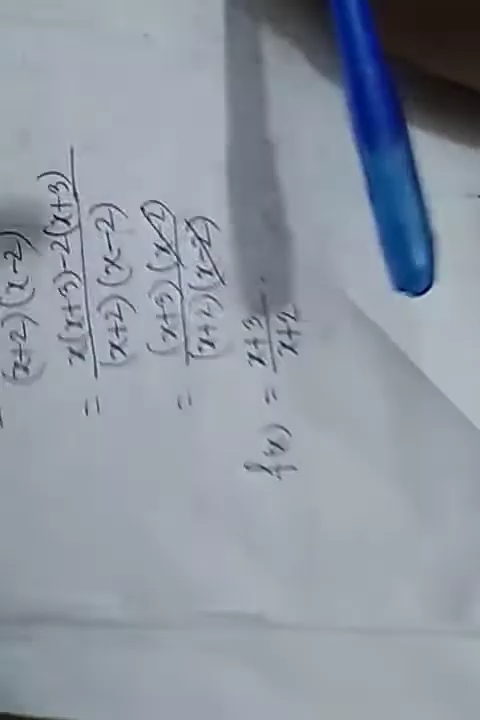 (x+2)(x-2)
= x(x+3)-2(x+3) / (x+2)(x-2)
= (x+3)(x-2) / (x+2)(x-2)
f(x) = x+3 / x+2 .